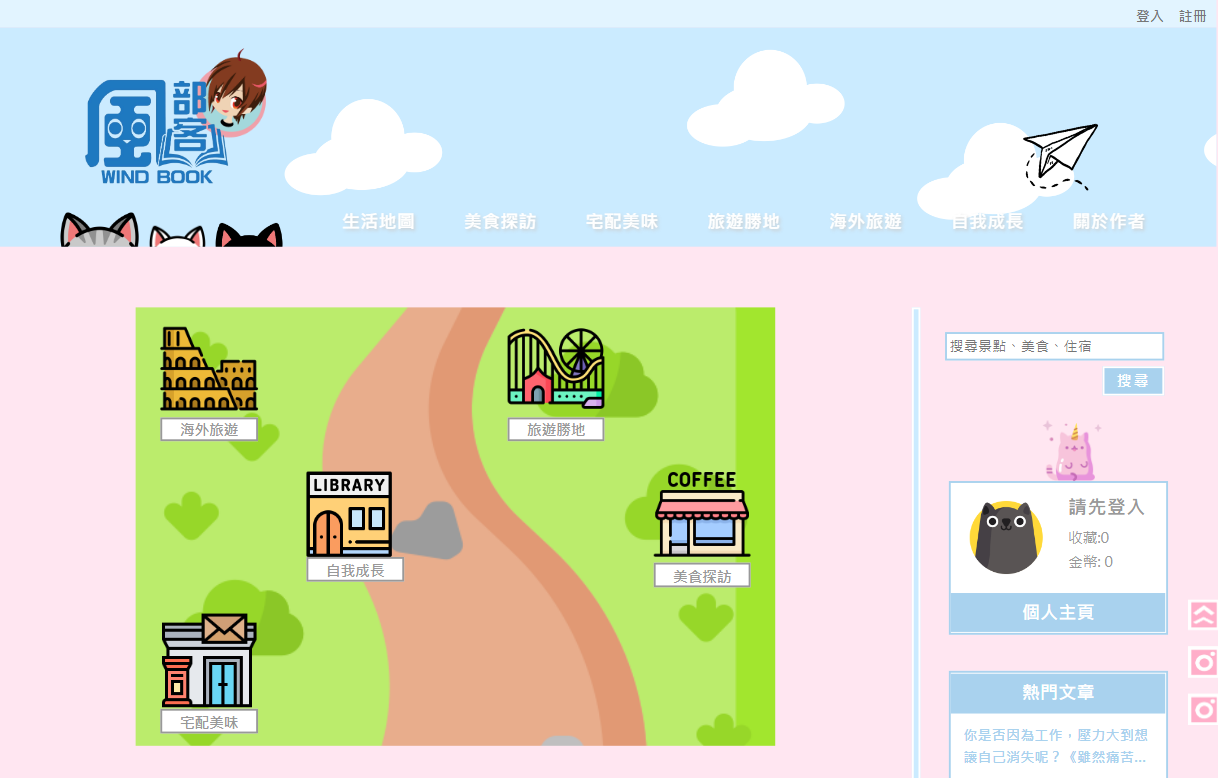 登入 註冊
風部客
WIND BOOK
生活地圖 美食探訪 宅配美味 旅遊勝地 海外旅遊 自我成長 關於作者
海外旅遊
旅遊勝地
LIBRARY
自我成長
COFFEE
美食探訪
宅配美味
搜尋景點、美食、住宿
搜尋
請先登入
收藏:0
金幣: 0
個人主頁
熱門文章
你是否因為工作，壓力大到想
讓自己消失呢？《雖然痛苦...